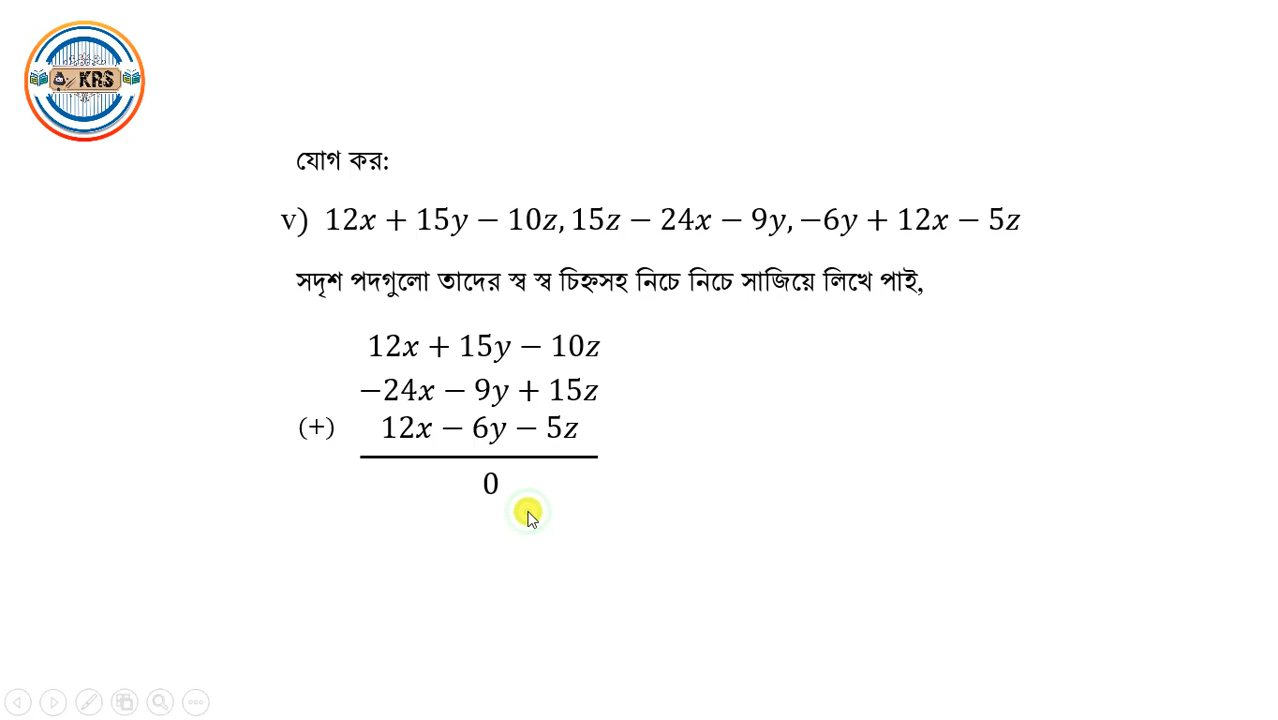 KRS
যোগ কর:
v) 12x + 15y − 10z, 15z − 24x − 9y, −6y + 12x − 5z
সদৃশ পদগুলো তাদের স্ব স্ব চিহ্নসহ নিচে নিচে সাজিয়ে লিখে পাই,
12x + 15y − 10z
−24x − 9y + 15z
(+) 12x − 6y − 5z
0